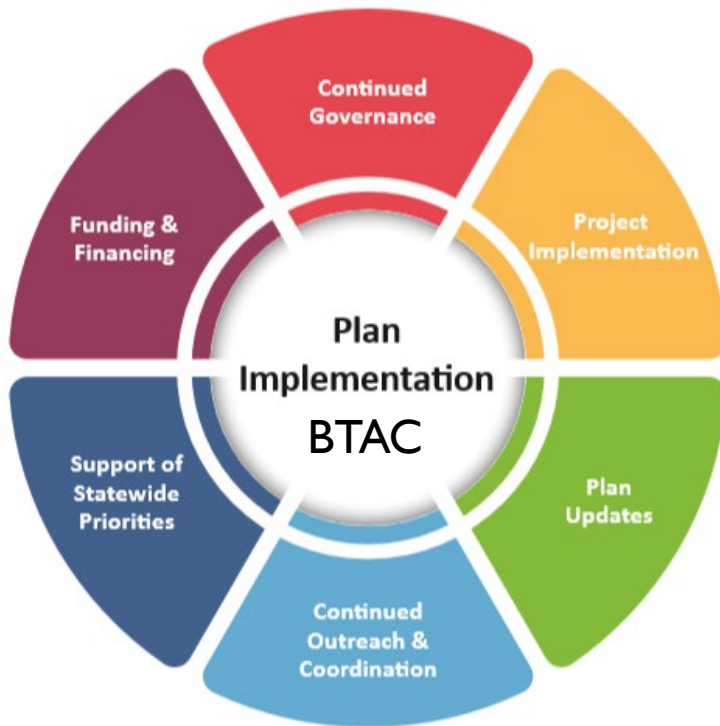 Continued
Governance
Project
Implementation
Plan
Updates
Continued
Outreach &
Coordination
Support of
Statewide
Priorities
Funding &
Financing
Plan
Implementation
BTAC